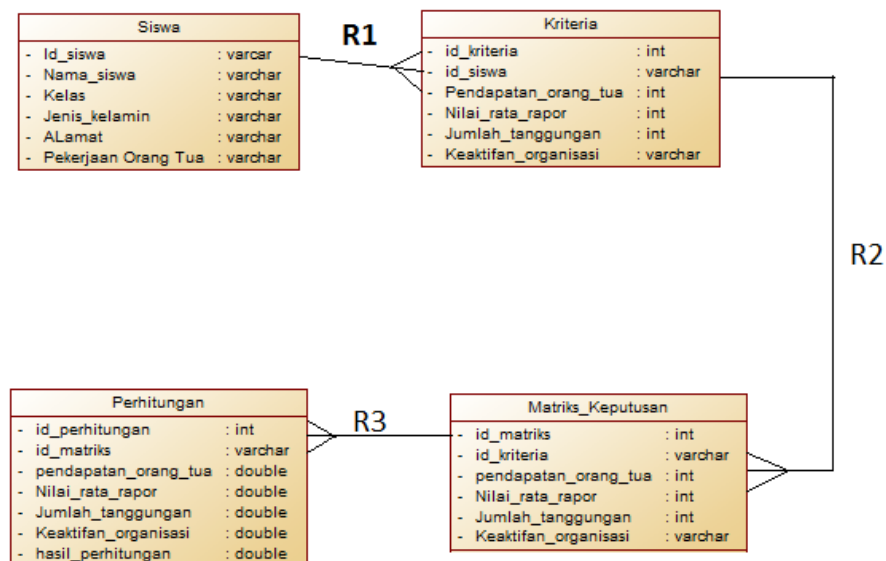 Siswa
- Id_siswa : varcar
- Nama_siswa : varchar
- Kelas : varchar
- Jenis_kelamin : varchar
- ALamat : varchar
- Pekerjaan Orang Tua : varchar
R1
Kriteria
- id_kriteria : int
- id_siswa : varchar
- Pendapatan_orang_tua : int
- Nilai_rata_rapor : int
- Jumlah_tanggungan : int
- Keaktifan_organisasi : varchar
R2
Perhitungan
- id_perhitungan : int
- id_matriks : varchar
- pendapatan_orang_tua : double
- Nilai_rata_rapor : double
- Jumlah_tanggungan : double
- Keaktifan_organisasi : double
- hasil_perhitungan : double
R3
Matriks_Keputusan
- id_matriks : int
- id_kriteria : varchar
- pendapatan_orang_tua : int
- Nilai_rata_rapor : int
- Jumlah_tanggungan : int
- Keaktifan_organisasi : varchar